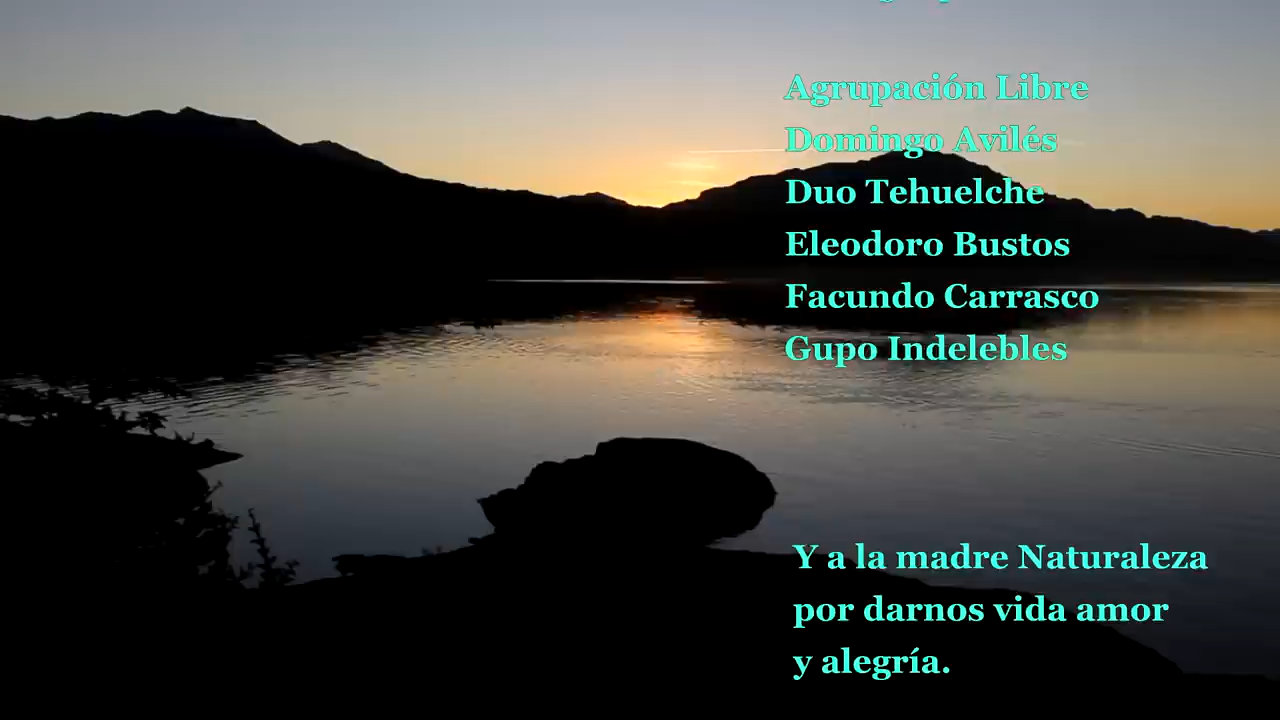 Agrupación Libre
Domingo Avilés
Duo Tehuelche
Eleodoro Bustos
Facundo Carrasco
Gupo Indelebles
Y a la madre Naturaleza
por darnos vida amor
y alegría.